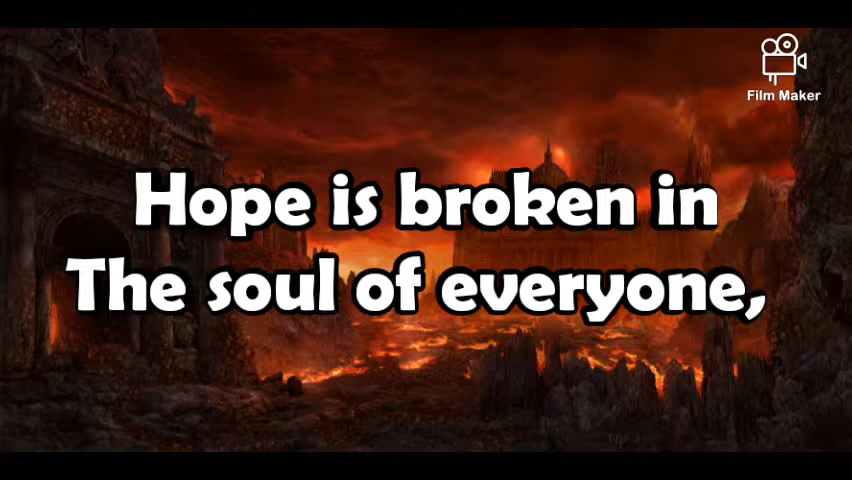 Film Maker
Hope is broken in
The soul of everyone,